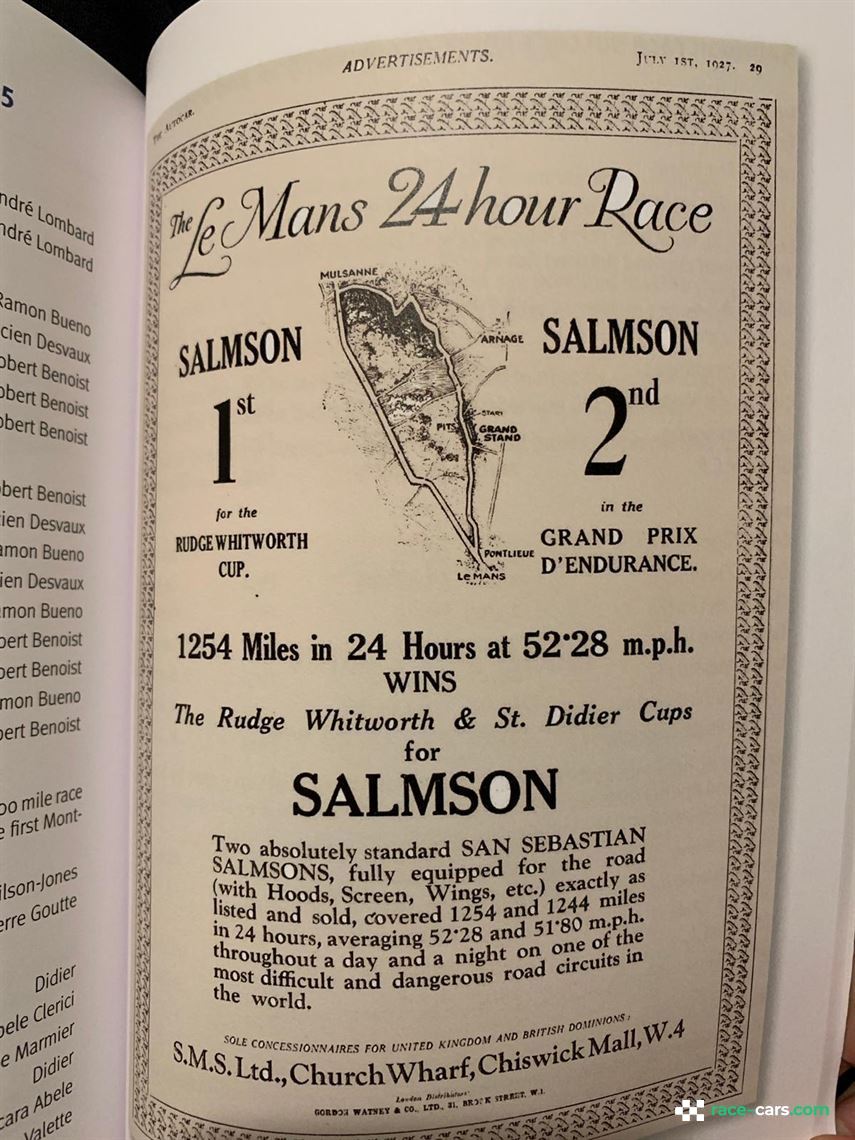 5
ndré Lombard
ndré Lombard
Ramon Bueno
cien Desvaux
obert Benoist
obert Benoist
obert Benoist
obert Benoist
ien Desvaux
amon Bueno
ien Desvaux
mon Bueno
bert Benoist
bert Benoist
mon Bueno
bert Benoist
oo mile race
e first Mont-
ilson-Jones
erre Goutte
Didier
bele Clerici
e Marmier
Didier
cara Abele
Valette
THE AUTOCAR.
ADVERTISEMENTS.
JULY 1ST, 1927. 29
The Le Mans 24 hour Race
MULSANNE
ARNAGE
START
PITS
GRAND
STAND
PONTLIEUE
LE MANS
SALMSON
1st
for the
RUDGE WHITWORTH
CUP.
SALMSON
2nd
in the
GRAND PRIX
D'ENDURANCE.
1254 Miles in 24 Hours at 52·28 m.p.h.
WINS
The Rudge Whitworth & St. Didier Cups
for
SALMSON
Two absolutely standard SAN SEBASTIAN
SALMSONS, fully equipped for the road
(with Hoods, Screen, Wings, etc.) exactly as
listed and sold, covered 1254 and 1244 miles
in 24 hours, averaging 52·28 and 51·80 m.p.h.
throughout a day and a night on one of the
most difficult and dangerous road circuits in
the world.
SOLE CONCESSIONNAIRES FOR UNITED KINGDOM AND BRITISH DOMINIONS:
S.M.S. Ltd., Church Wharf, Chiswick Mall, W.4
London Distributors:
GORDON WATNEY & CO., LTD., 31, BROOK STREET, W.1.
race-cars.com